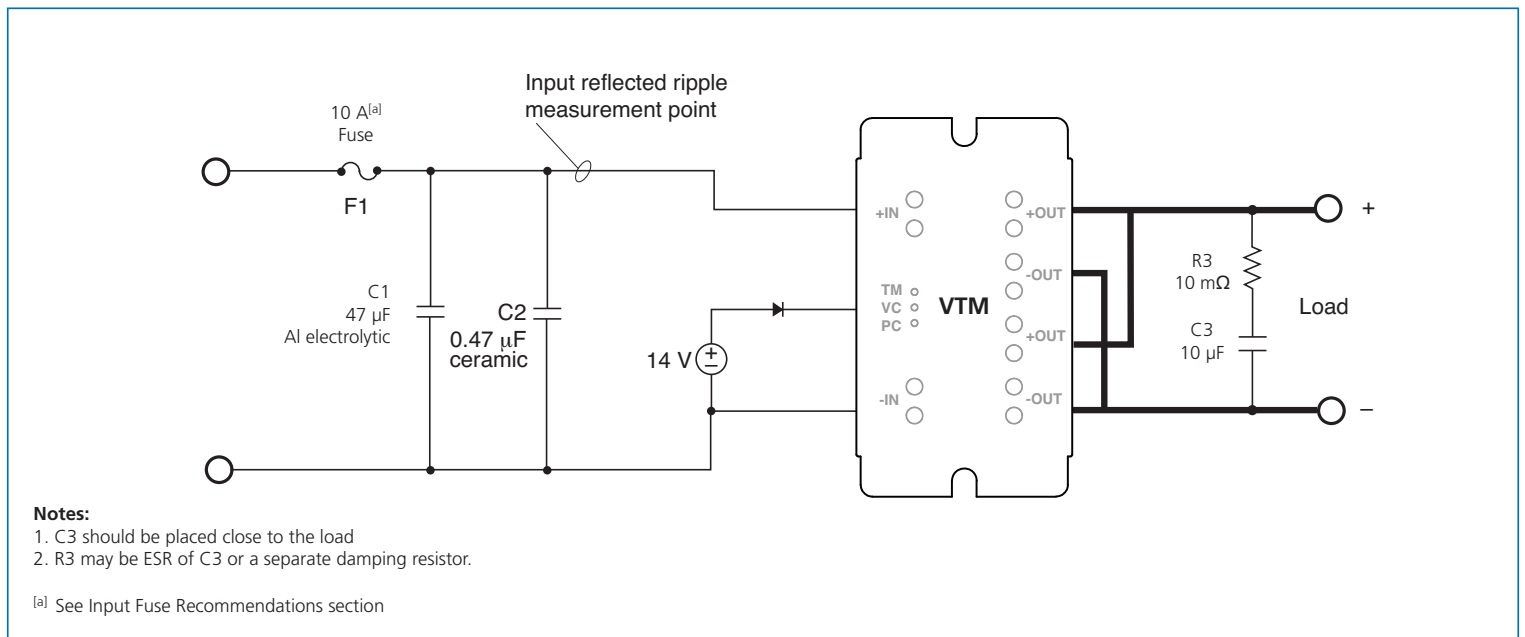 Input reflected ripple
measurement point
10 A[a]
Fuse
F1
C1
47 µF
Al electrolytic
C2
0.47 µF
ceramic
14 V
+
−
+IN
TM
VC
PC
-IN
VTM
+OUT
-OUT
+OUT
-OUT
R3
10 mΩ
C3
10 µF
Load
+
−
Notes:
1. C3 should be placed close to the load
2. R3 may be ESR of C3 or a separate damping resistor.
[a] See Input Fuse Recommendations section